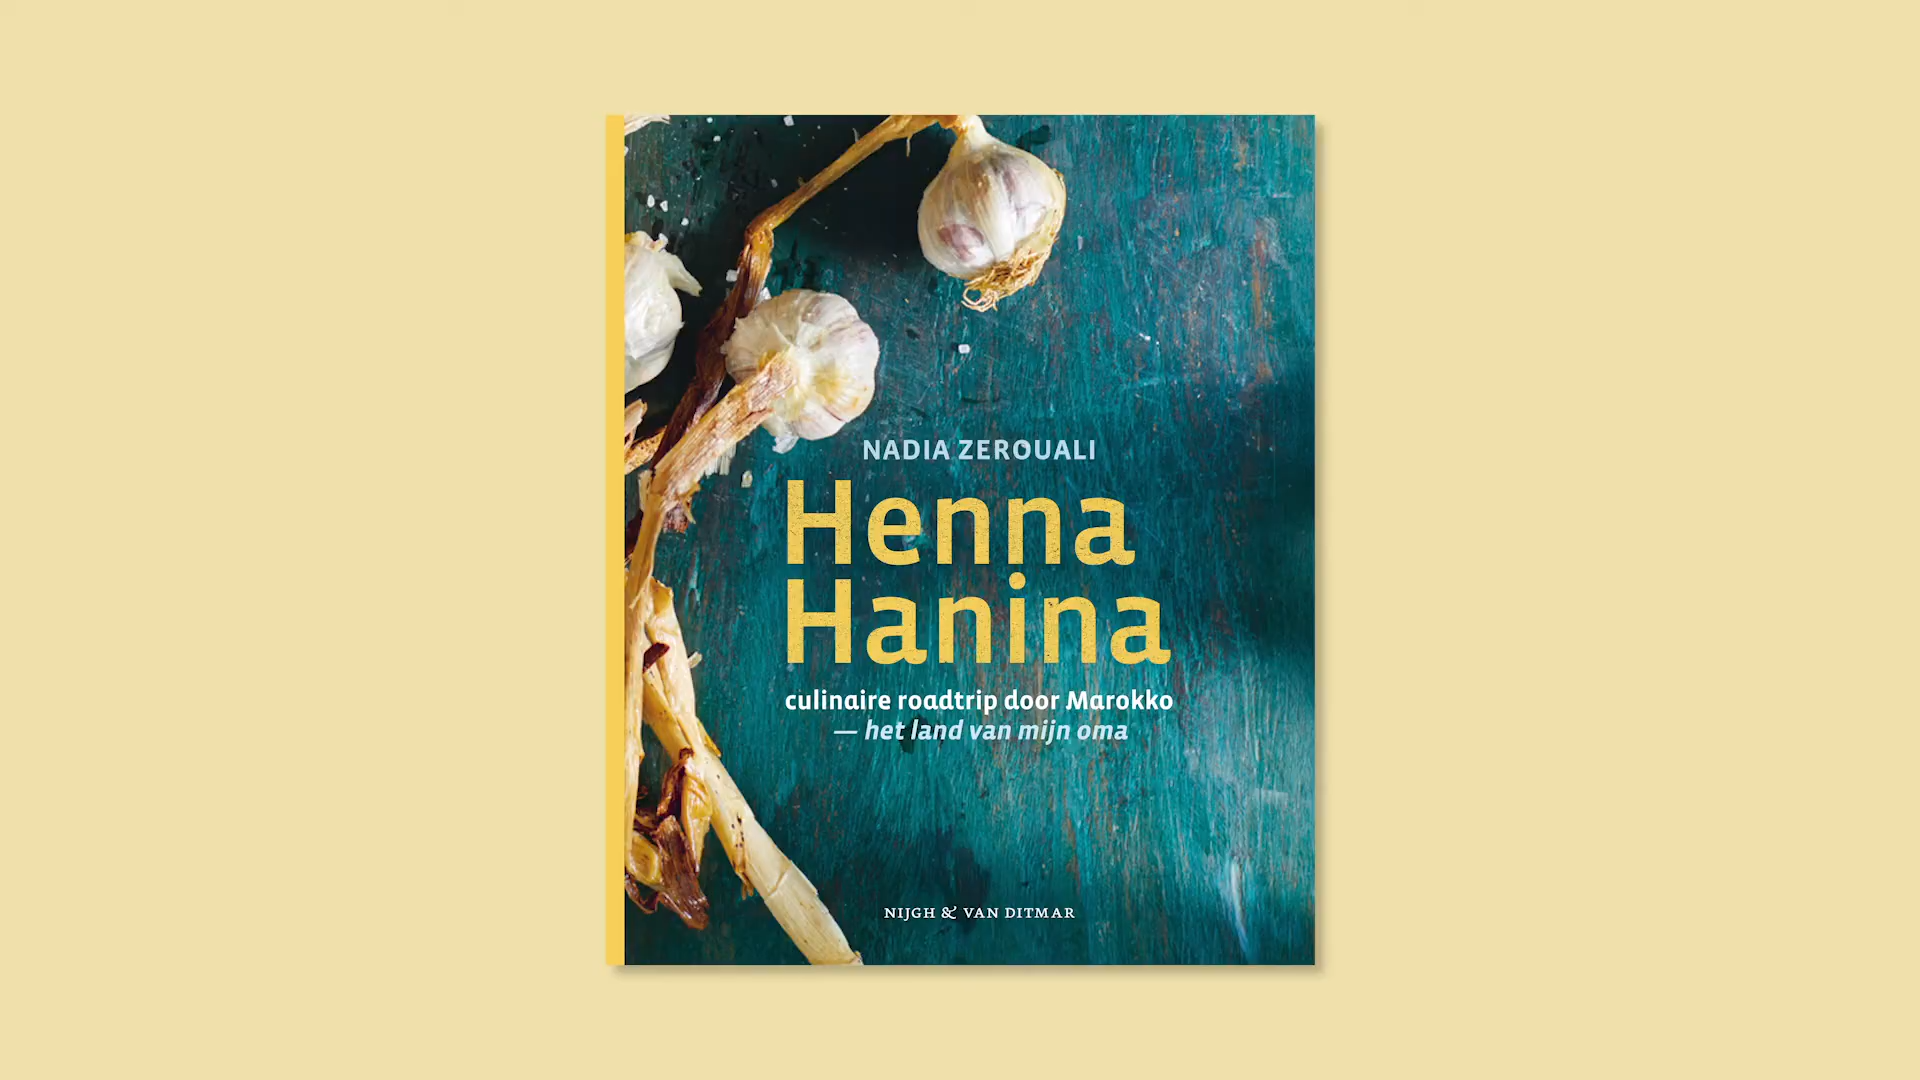 NADIA ZEROUALI
Henna
Hanina
culinaire roadtrip door Marokko
— het land van mijn oma
NIJGH & VAN DITMAR